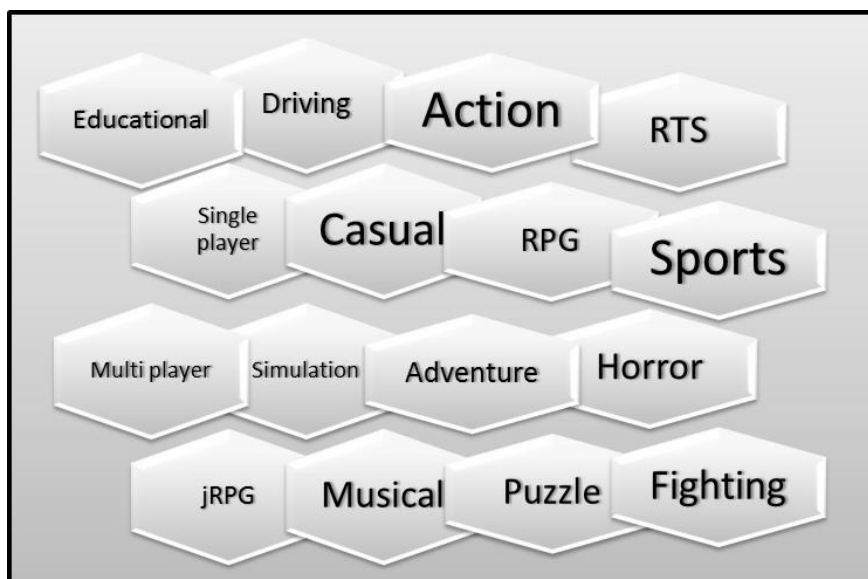 Educational
Driving
Action
RTS
Single
player
Casual
RPG
Sports
Multi player
Simulation
Adventure
Horror
jRPG
Musical
Puzzle
Fighting